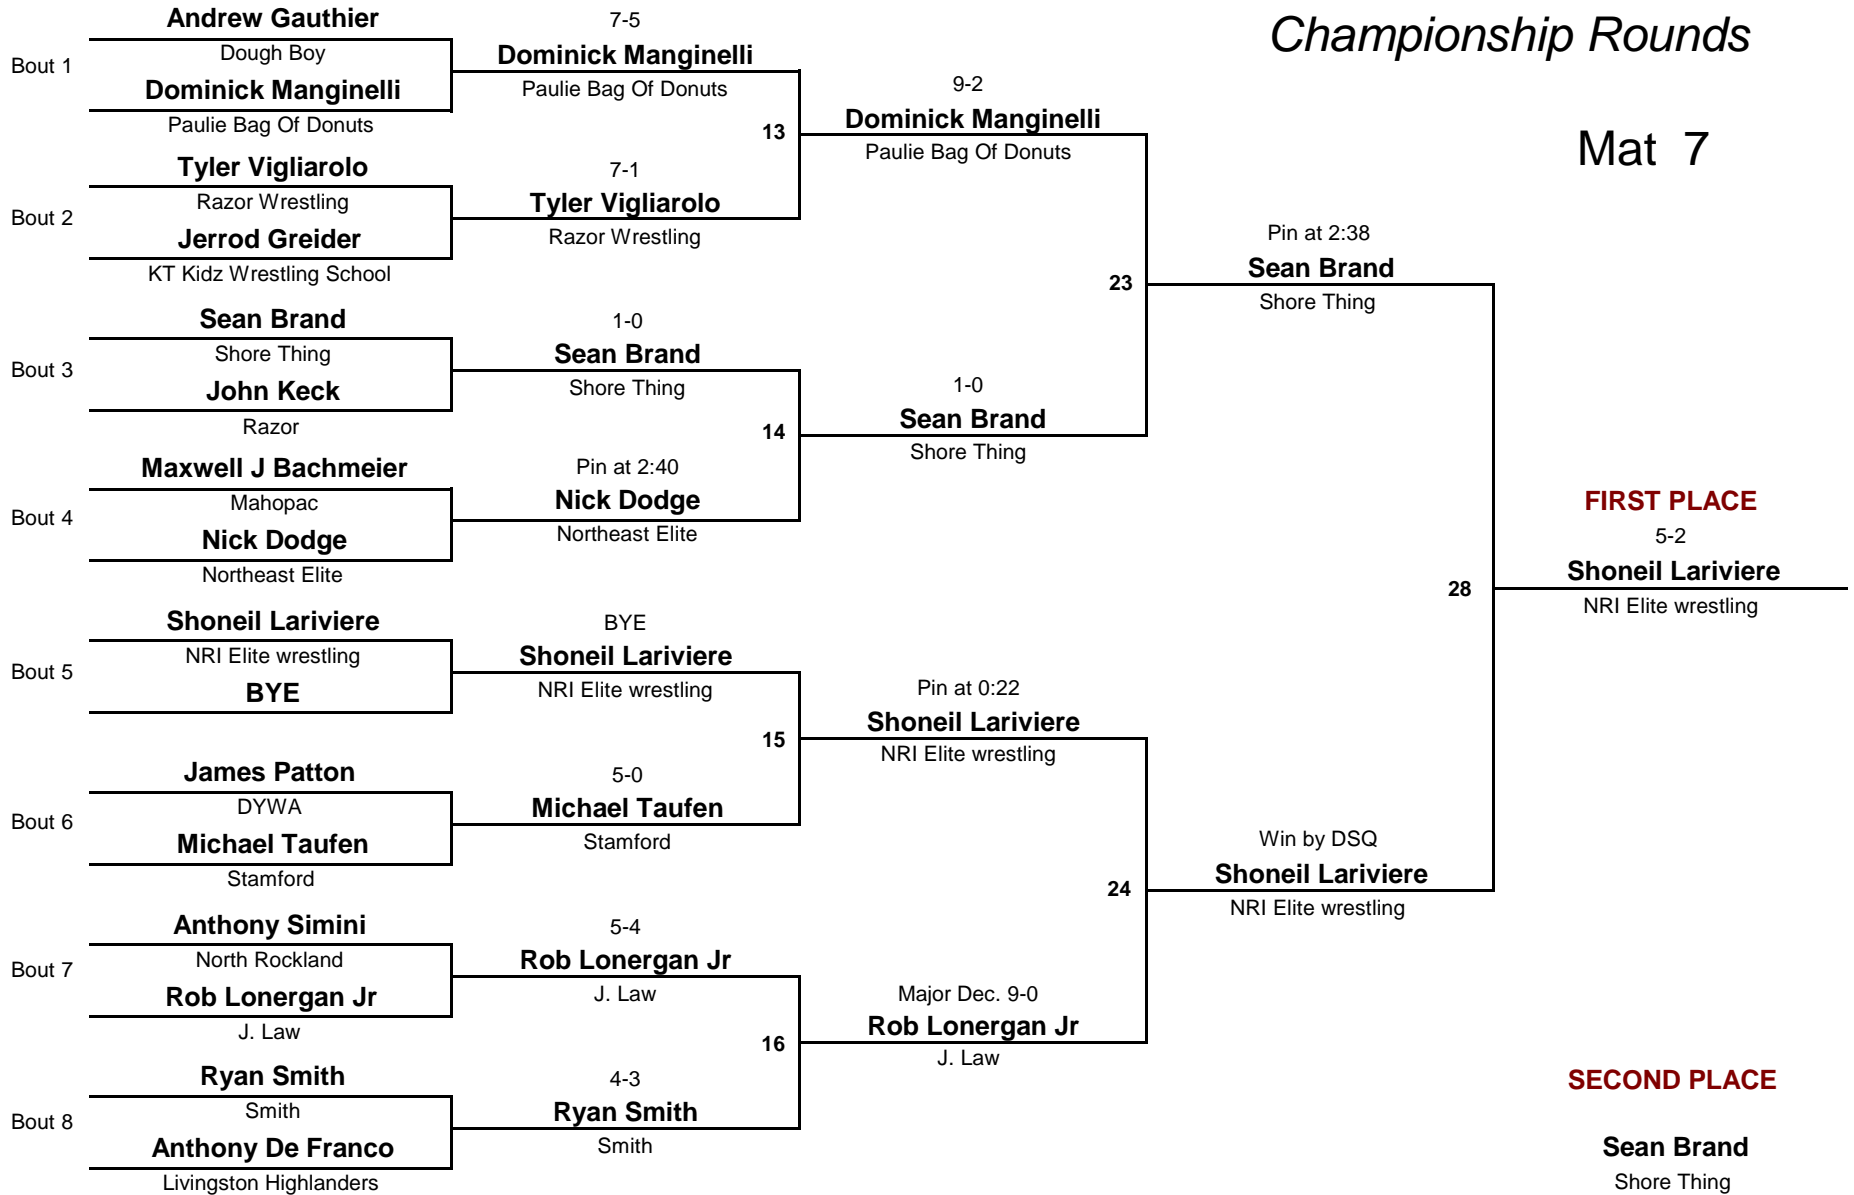 Championship Rounds
Mat 7
Bout 1
Andrew Gauthier
Dough Boy
Dominick Manginelli
Paulie Bag Of Donuts
Bout 2
Tyler Vigliarolo
Razor Wrestling
Jerrod Greider
KT Kidz Wrestling School
Bout 3
Sean Brand
Shore Thing
John Keck
Razor
Bout 4
Maxwell J Bachmeier
Mahopac
Nick Dodge
Northeast Elite
Bout 5
Shoneil Lariviere
NRI Elite wrestling
BYE
Bout 6
James Patton
DYWA
Michael Taufen
Stamford
Bout 7
Anthony Simini
North Rockland
Rob Lonergan Jr
J. Law
Bout 8
Ryan Smith
Smith
Anthony De Franco
Livingston Highlanders
7-5
Dominick Manginelli
Paulie Bag Of Donuts
13
7-1
Tyler Vigliarolo
Razor Wrestling
1-0
Sean Brand
Shore Thing
14
Pin at 2:40
Nick Dodge
Northeast Elite
BYE
Shoneil Lariviere
NRI Elite wrestling
15
5-0
Michael Taufen
Stamford
5-4
Rob Lonergan Jr
J. Law
16
4-3
Ryan Smith
Smith
9-2
Dominick Manginelli
Paulie Bag Of Donuts
23
1-0
Sean Brand
Shore Thing
Pin at 0:22
Shoneil Lariviere
NRI Elite wrestling
24
Major Dec. 9-0
Rob Lonergan Jr
J. Law
Pin at 2:38
Sean Brand
Shore Thing
28
Win by DSQ
Shoneil Lariviere
NRI Elite wrestling
FIRST PLACE
5-2
Shoneil Lariviere
NRI Elite wrestling
SECOND PLACE
Sean Brand
Shore Thing